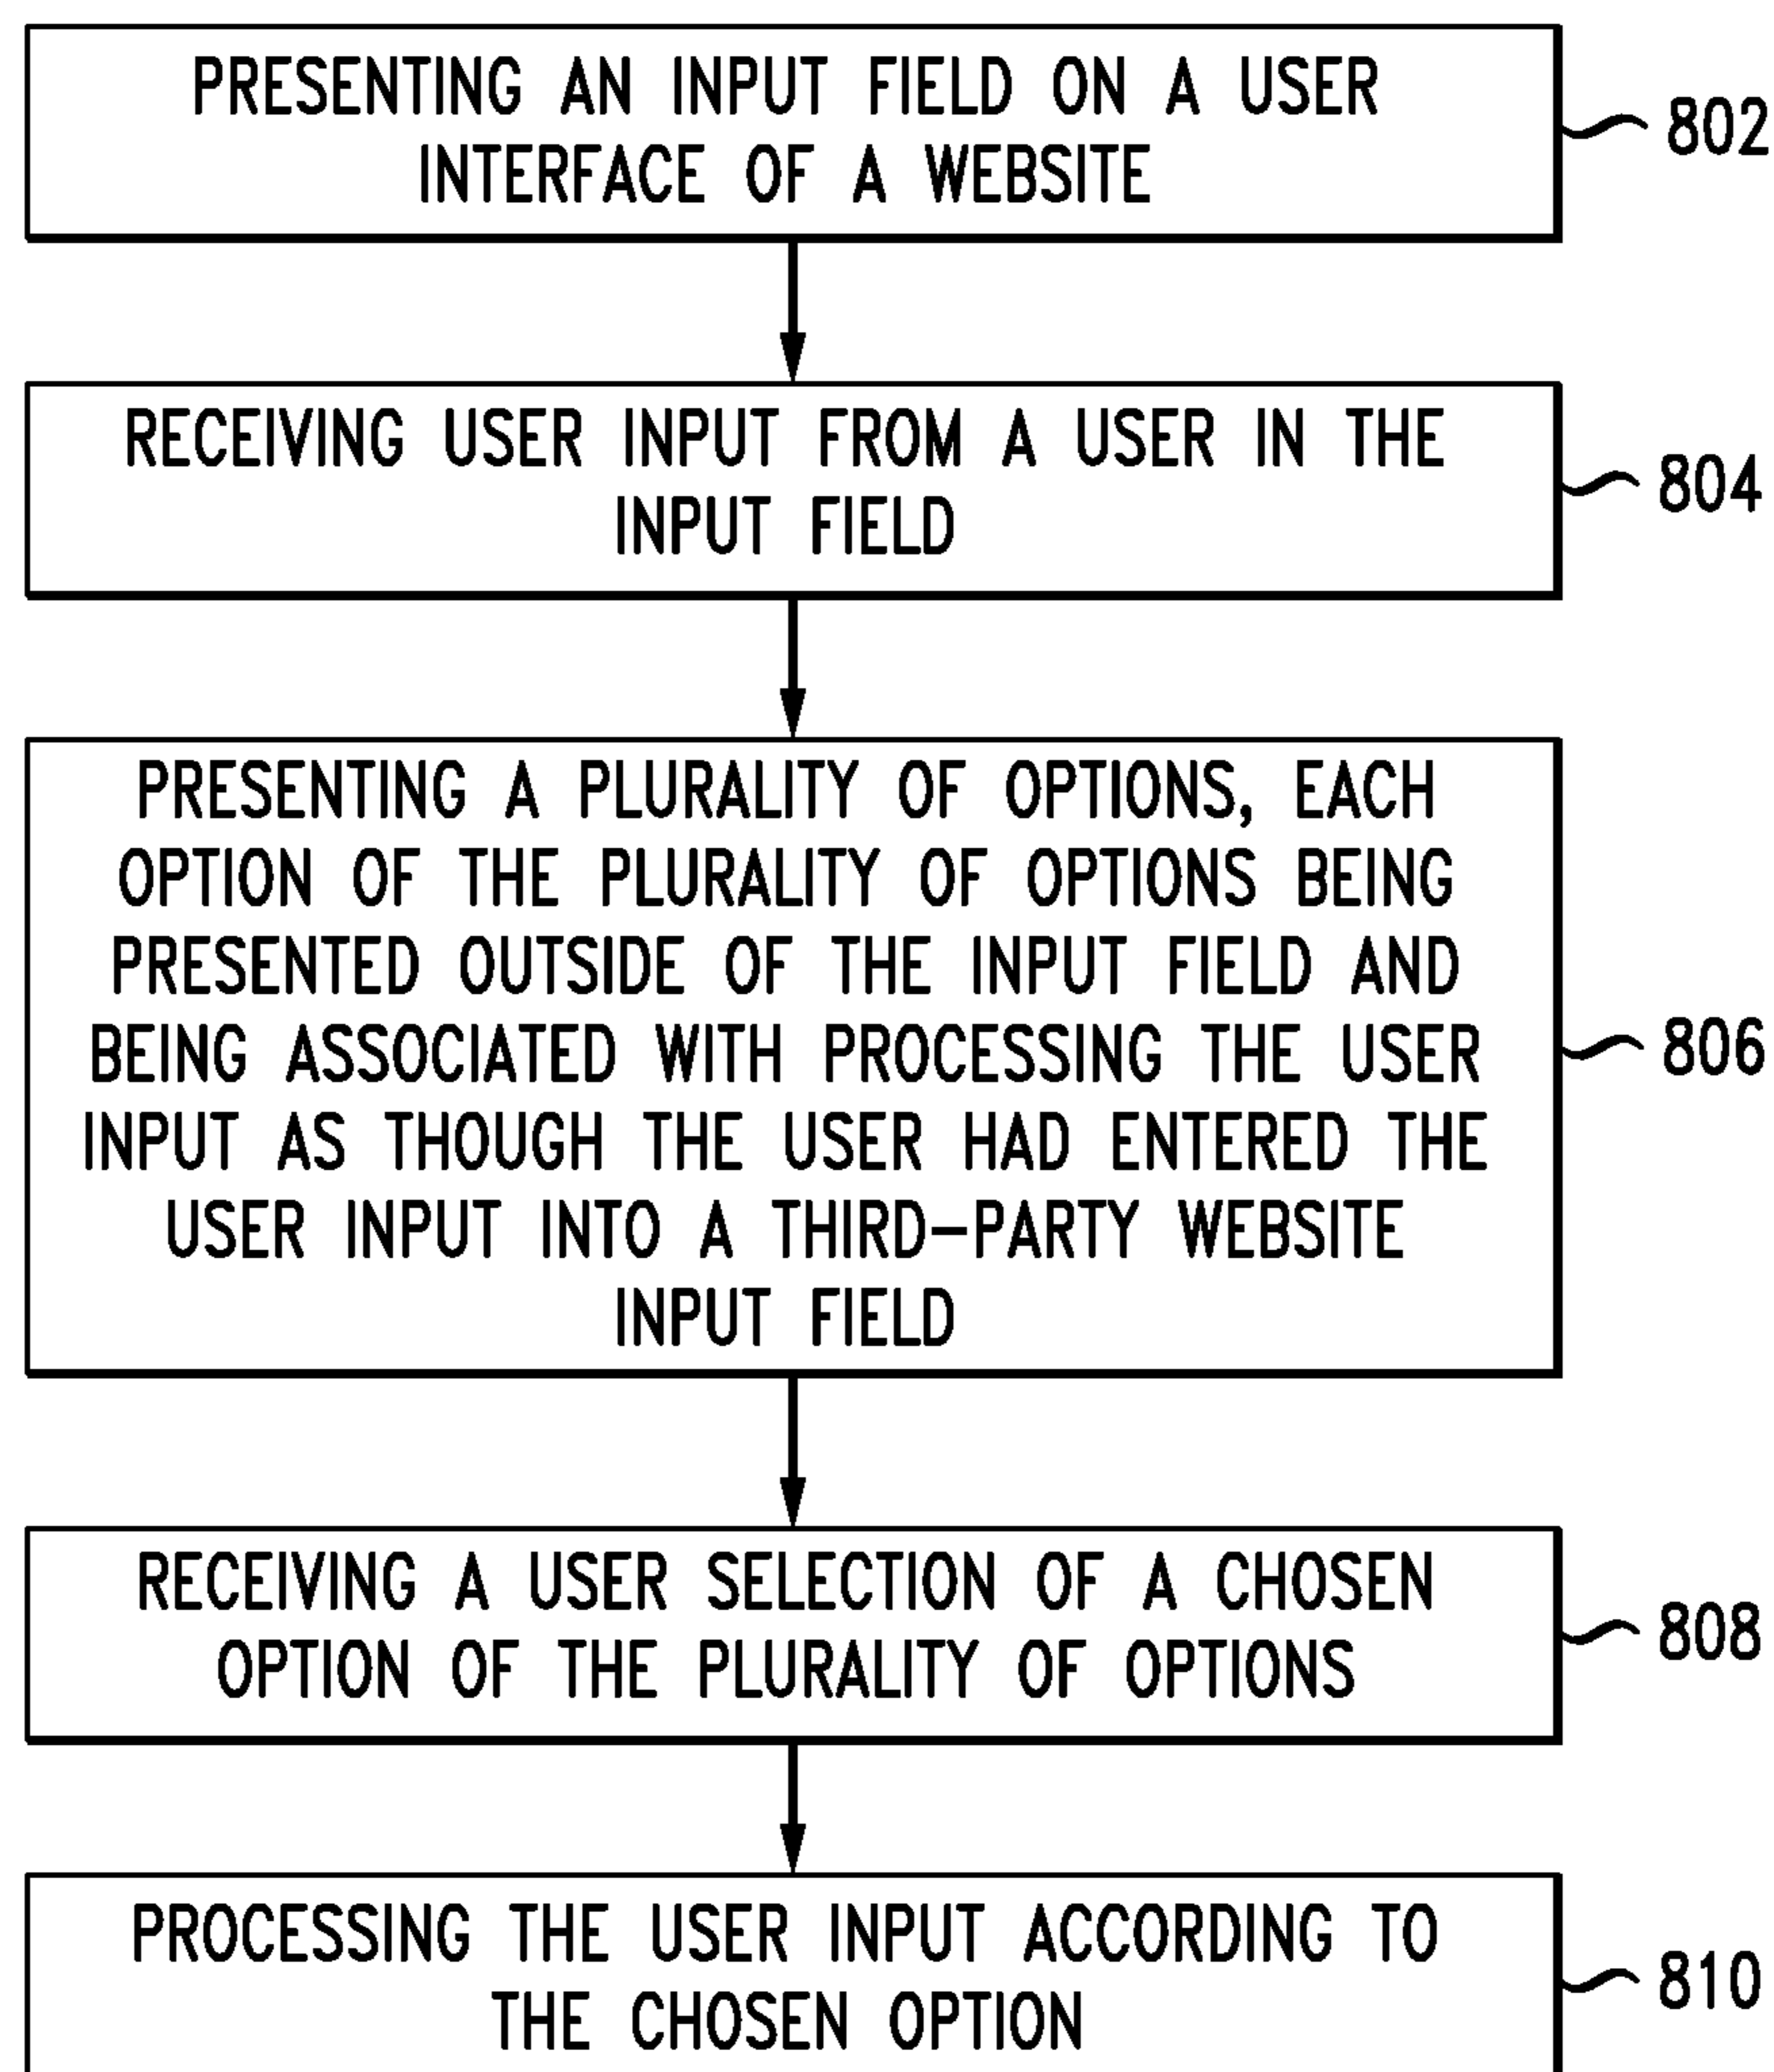 PRESENTING AN INPUT FIELD ON A USER
INTERFACE OF A WEBSITE
802
RECEIVING USER INPUT FROM A USER IN THE
INPUT FIELD
804
PRESENTING A PLURALITY OF OPTIONS, EACH
OPTION OF THE PLURALITY OF OPTIONS BEING
PRESENTED OUTSIDE OF THE INPUT FIELD AND
BEING ASSOCIATED WITH PROCESSING THE USER
INPUT AS THOUGH THE USER HAD ENTERED THE
USER INPUT INTO A THIRD-PARTY WEBSITE
INPUT FIELD
806
RECEIVING A USER SELECTION OF A CHOSEN
OPTION OF THE PLURALITY OF OPTIONS
808
PROCESSING THE USER INPUT ACCORDING TO
THE CHOSEN OPTION
810